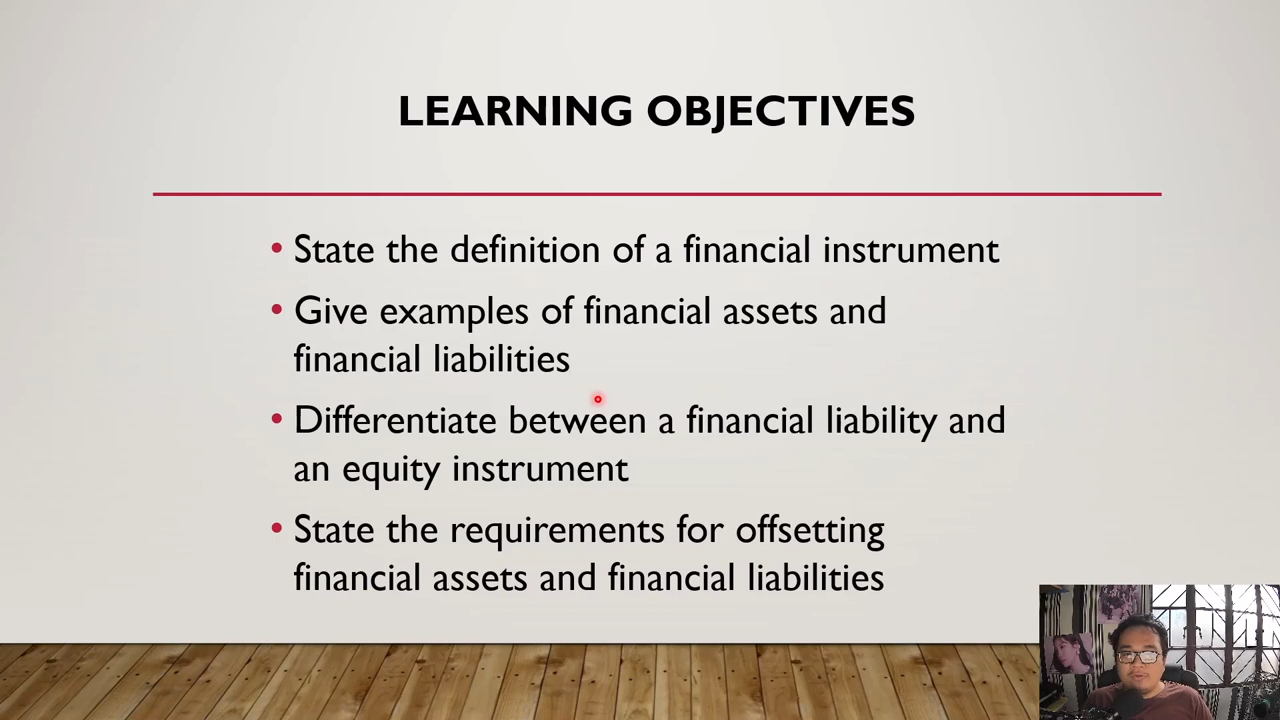 LEARNING OBJECTIVES
• State the definition of a financial instrument
• Give examples of financial assets and
financial liabilities
• Differentiate between a financial liability and
an equity instrument
• State the requirements for offsetting
financial assets and financial liabilities